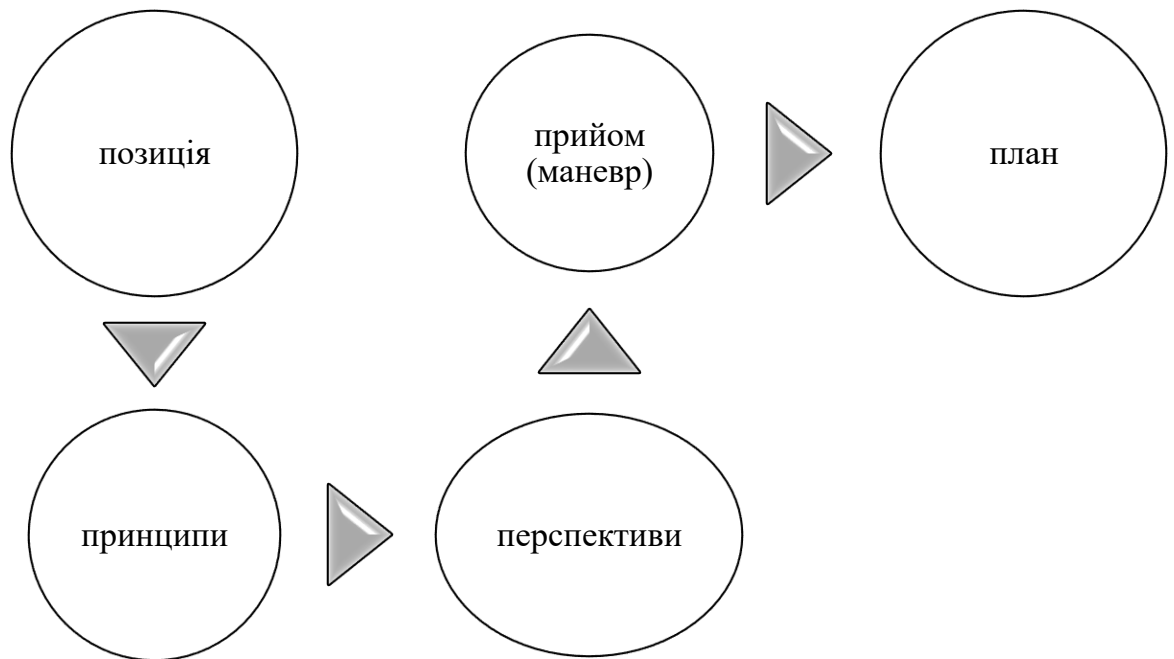 позиція
принципи
перспективи
прийом
(маневр)
план